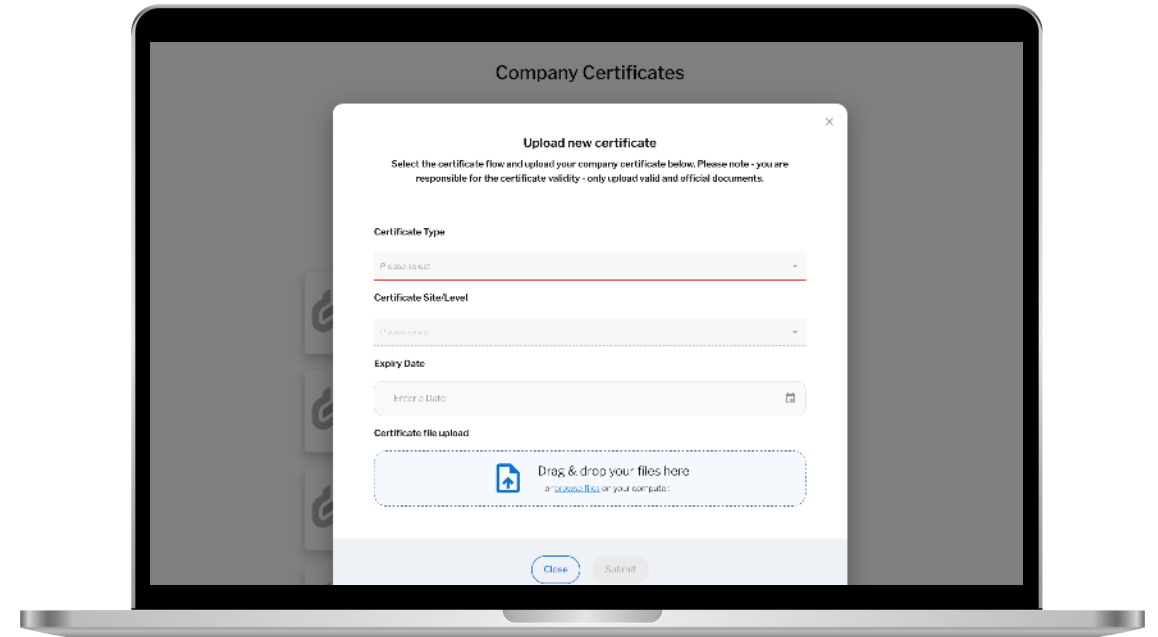 Company Certificates
Upload new certificate
Select the certificate flow and upload your company certificate below. Please note - you are
responsible for the certificate validity - only upload valid and official documents.
Certificate Type
Please select
Certificate Site/Level
Please select
Expiry Date
Enter a Date
Certificate file upload
Drag & drop your files here
or browse files on your computer
Close
Submit